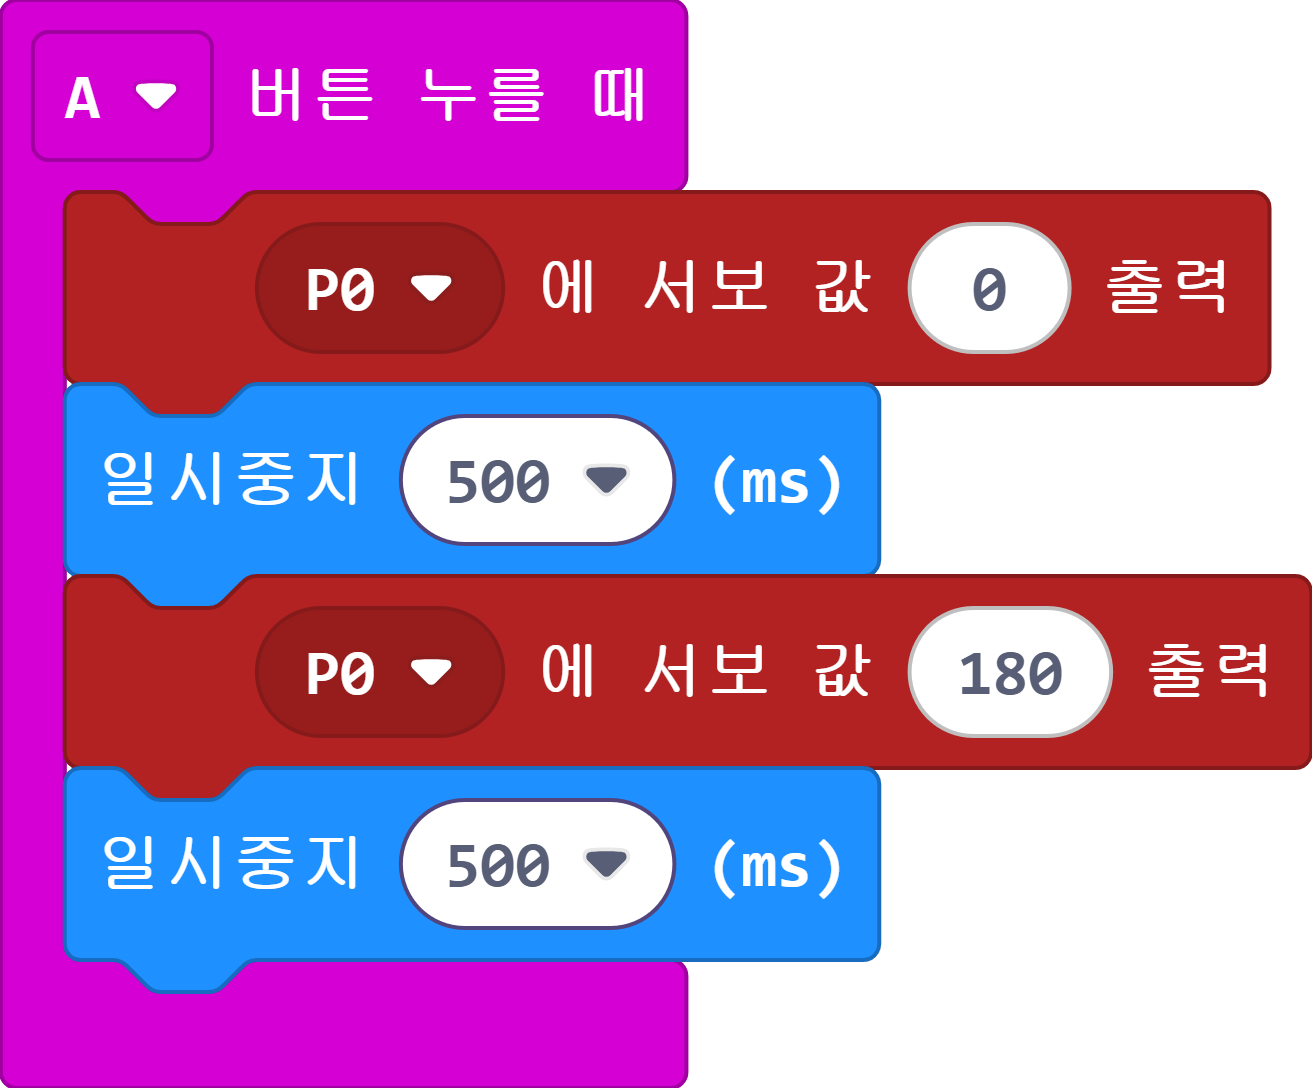 A 버튼 누를 때
P0 에 서보 값 0 출력
일시중지 500 (ms)
P0 에 서보 값 180 출력
일시중지 500 (ms)